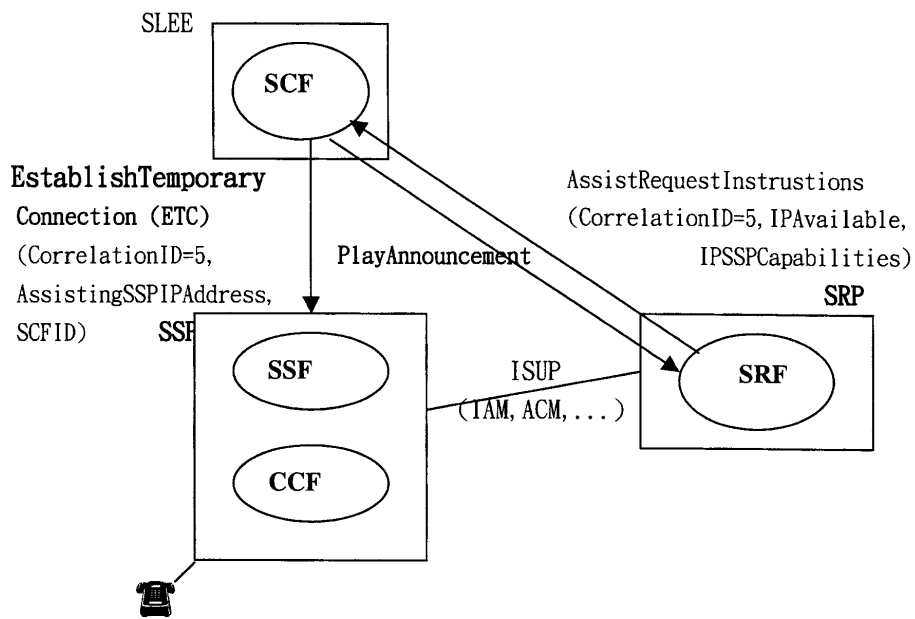 SLEE
SCF
EstablishTemporary
Connection (ETC)
(CorrelationID=5,
AssistingSSPIPAddress,
SCFID)
PlayAnnouncement
AssistRequestInstrustions
(CorrelationID=5, IPAvailable,
IPSSPCapabilities)
SRP
SSF
CCF
ISUP
(IAM, ACM, ...)
SRF